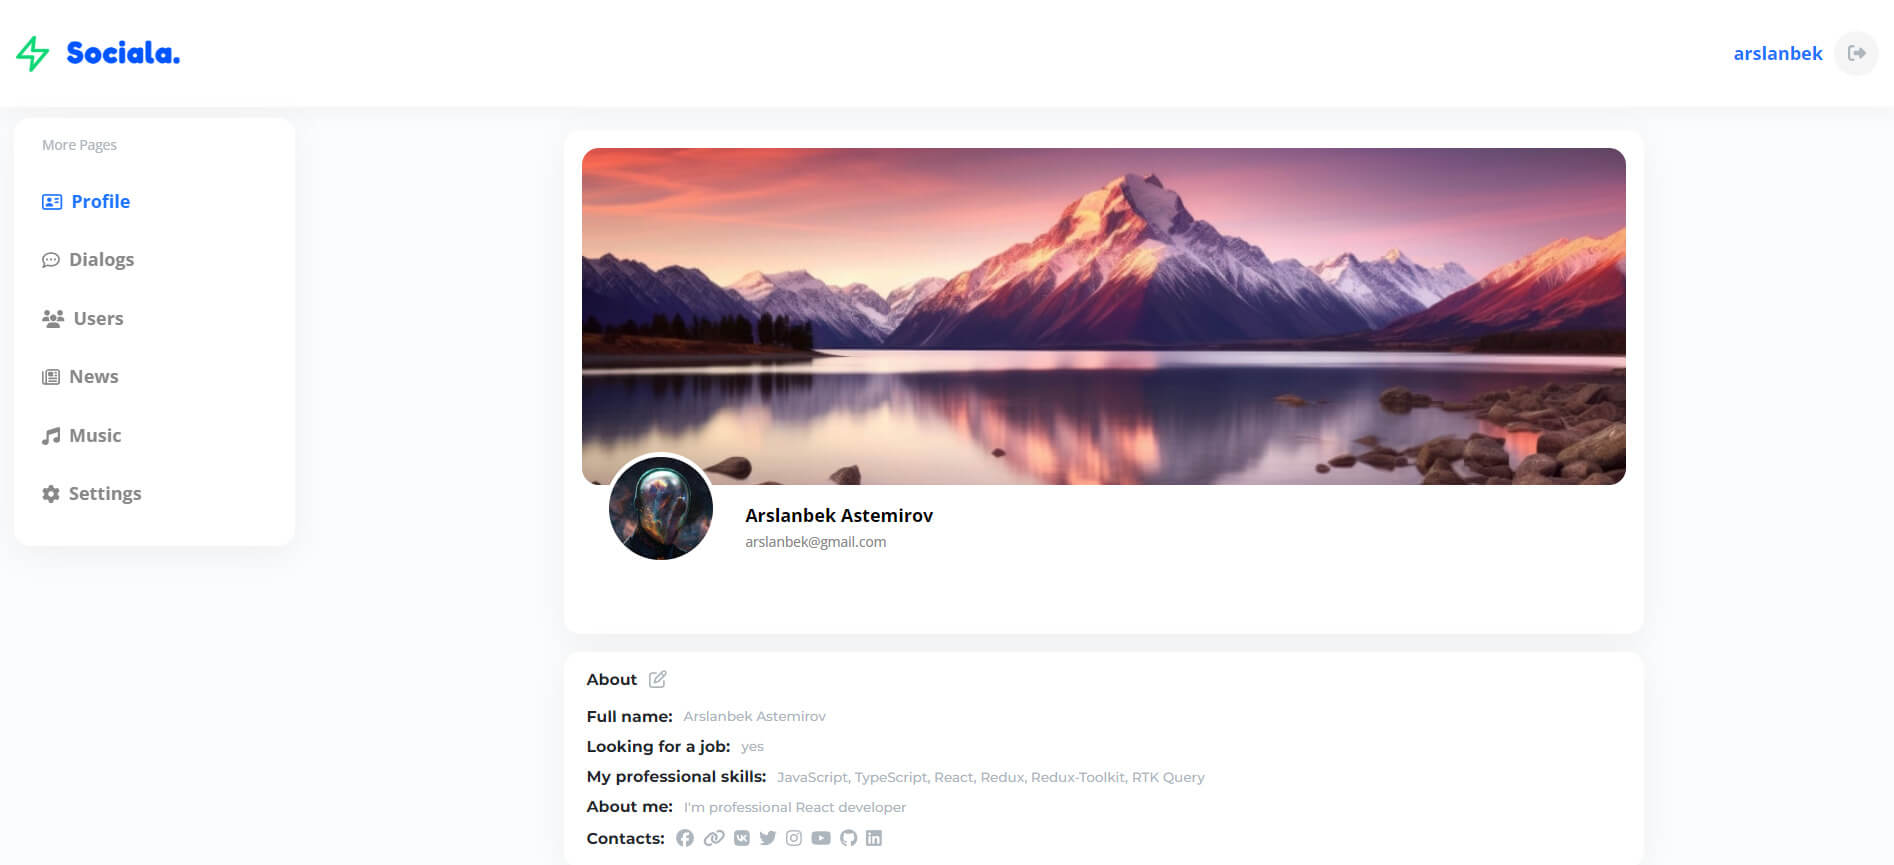 Sociala.
arslanbek
More Pages
Profile
Dialogs
Users
News
Music
Settings
Arslanbek Astemirov
arslanbek@gmail.com
About
Full name: Arslanbek Astemirov
Looking for a job: yes
My professional skills: JavaScript, TypeScript, React, Redux, Redux-Toolkit, RTK Query
About me: I'm professional React developer
Contacts: